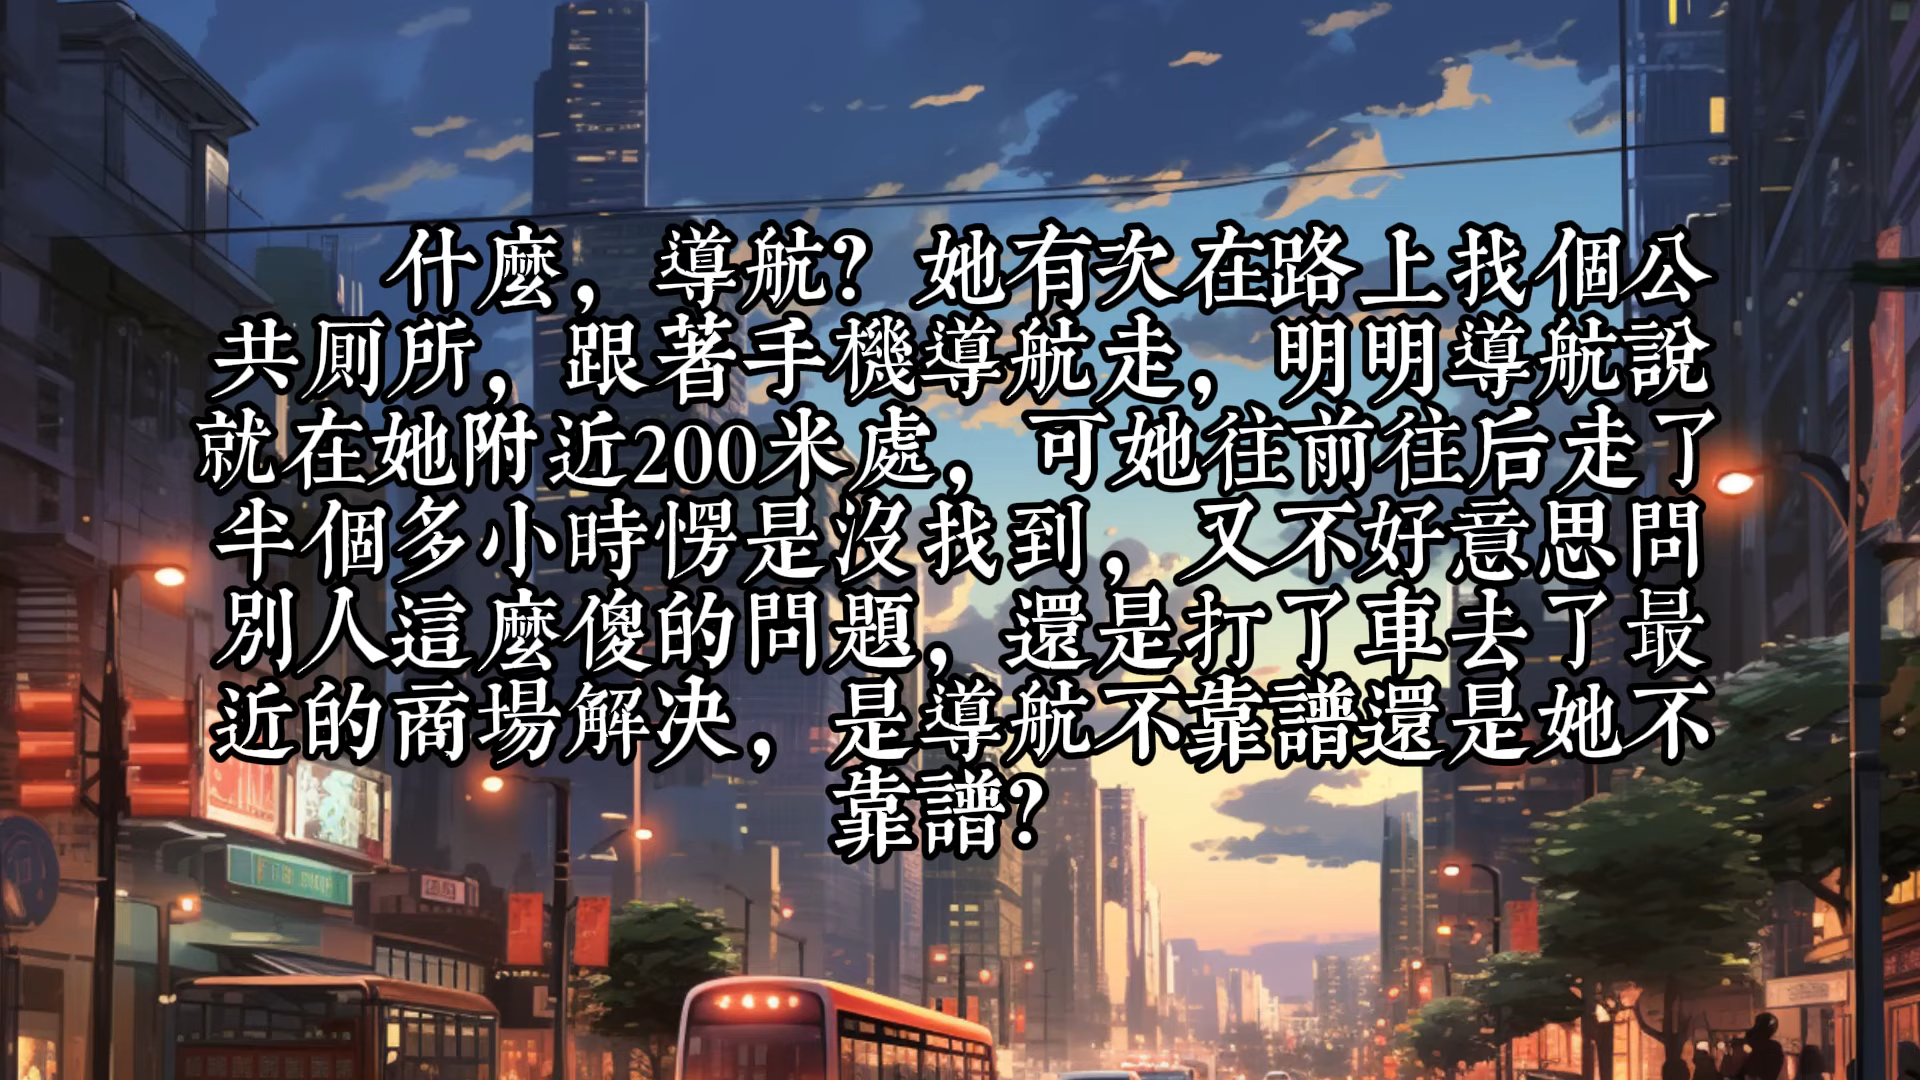 什麼，導航？她有次在路上找個公
共厕所，跟著手機導航走，明明導航說
就在她附近200米處，可她往前往后走了
半個多小時愣是沒找到，又不好意思問
別人這麼傻的問題，還是打了車去了最
近的商場解决，是導航不靠譜還是她不
靠譜？